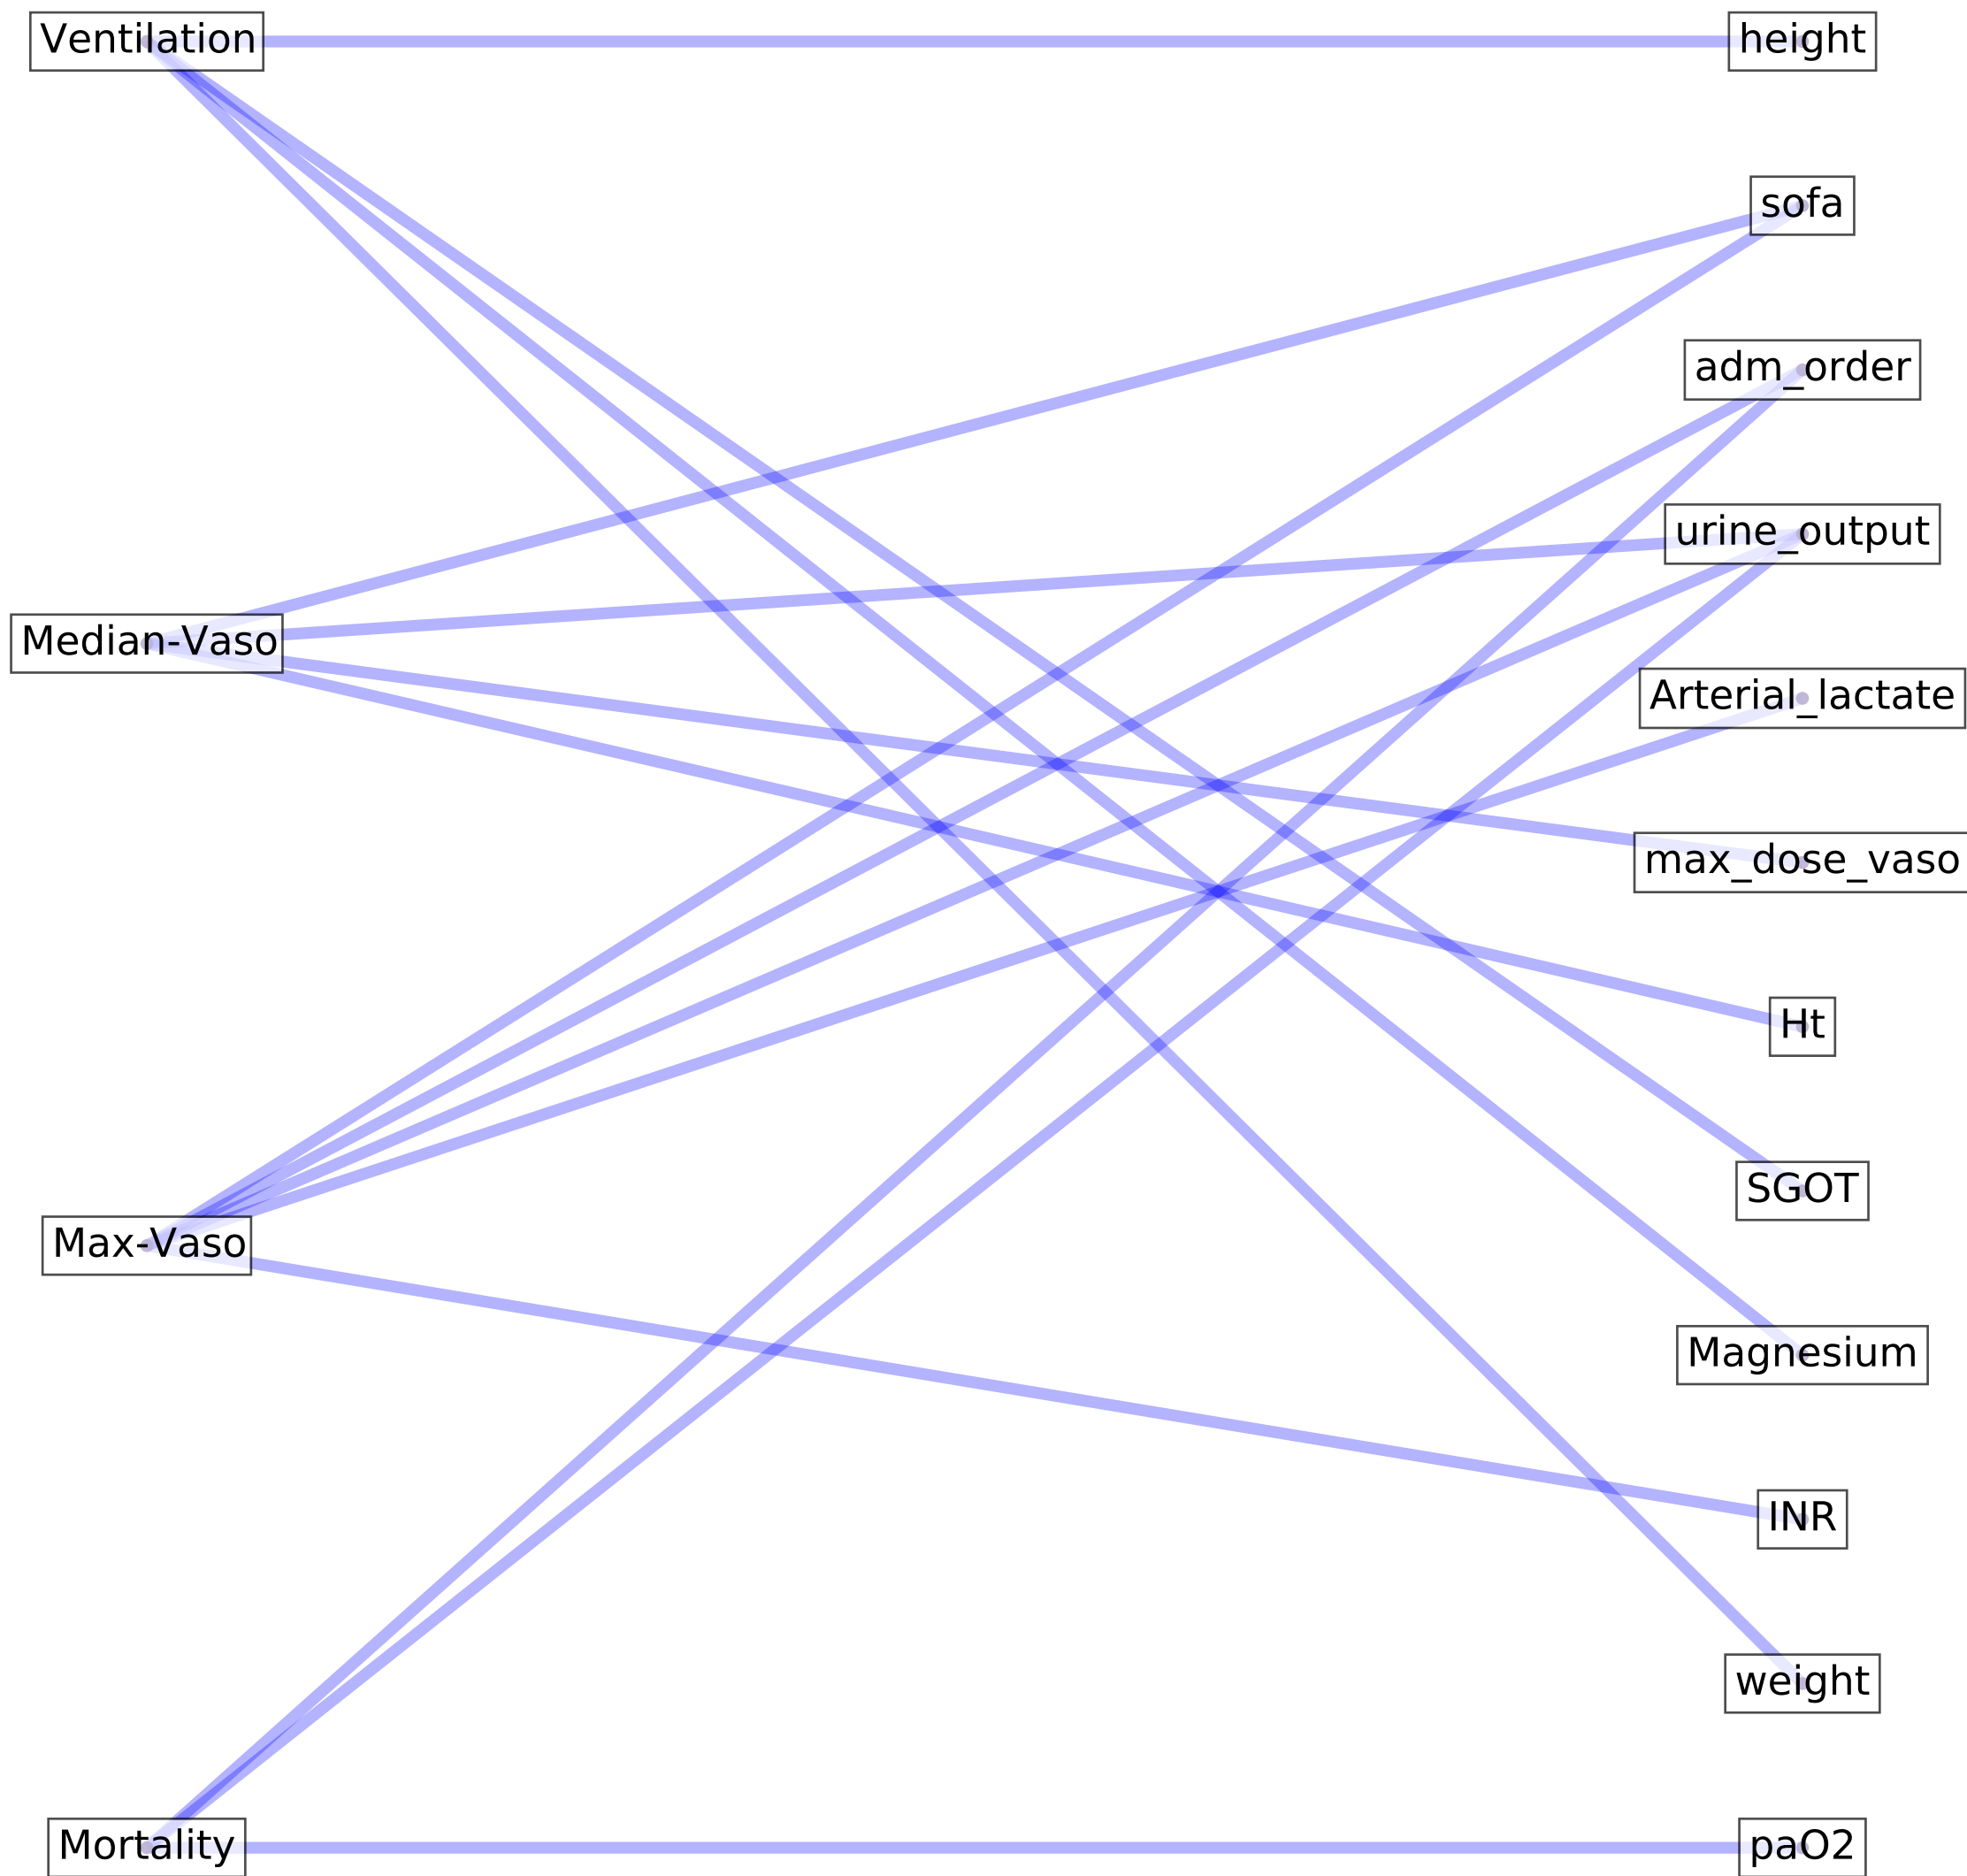 Ventilation
height
sofa
adm_order
urine_output
Median-Vaso
Arterial_lactate
max_dose_vaso
Ht
SGOT
Max-Vaso
Magnesium
INR
weight
Mortality
paO2